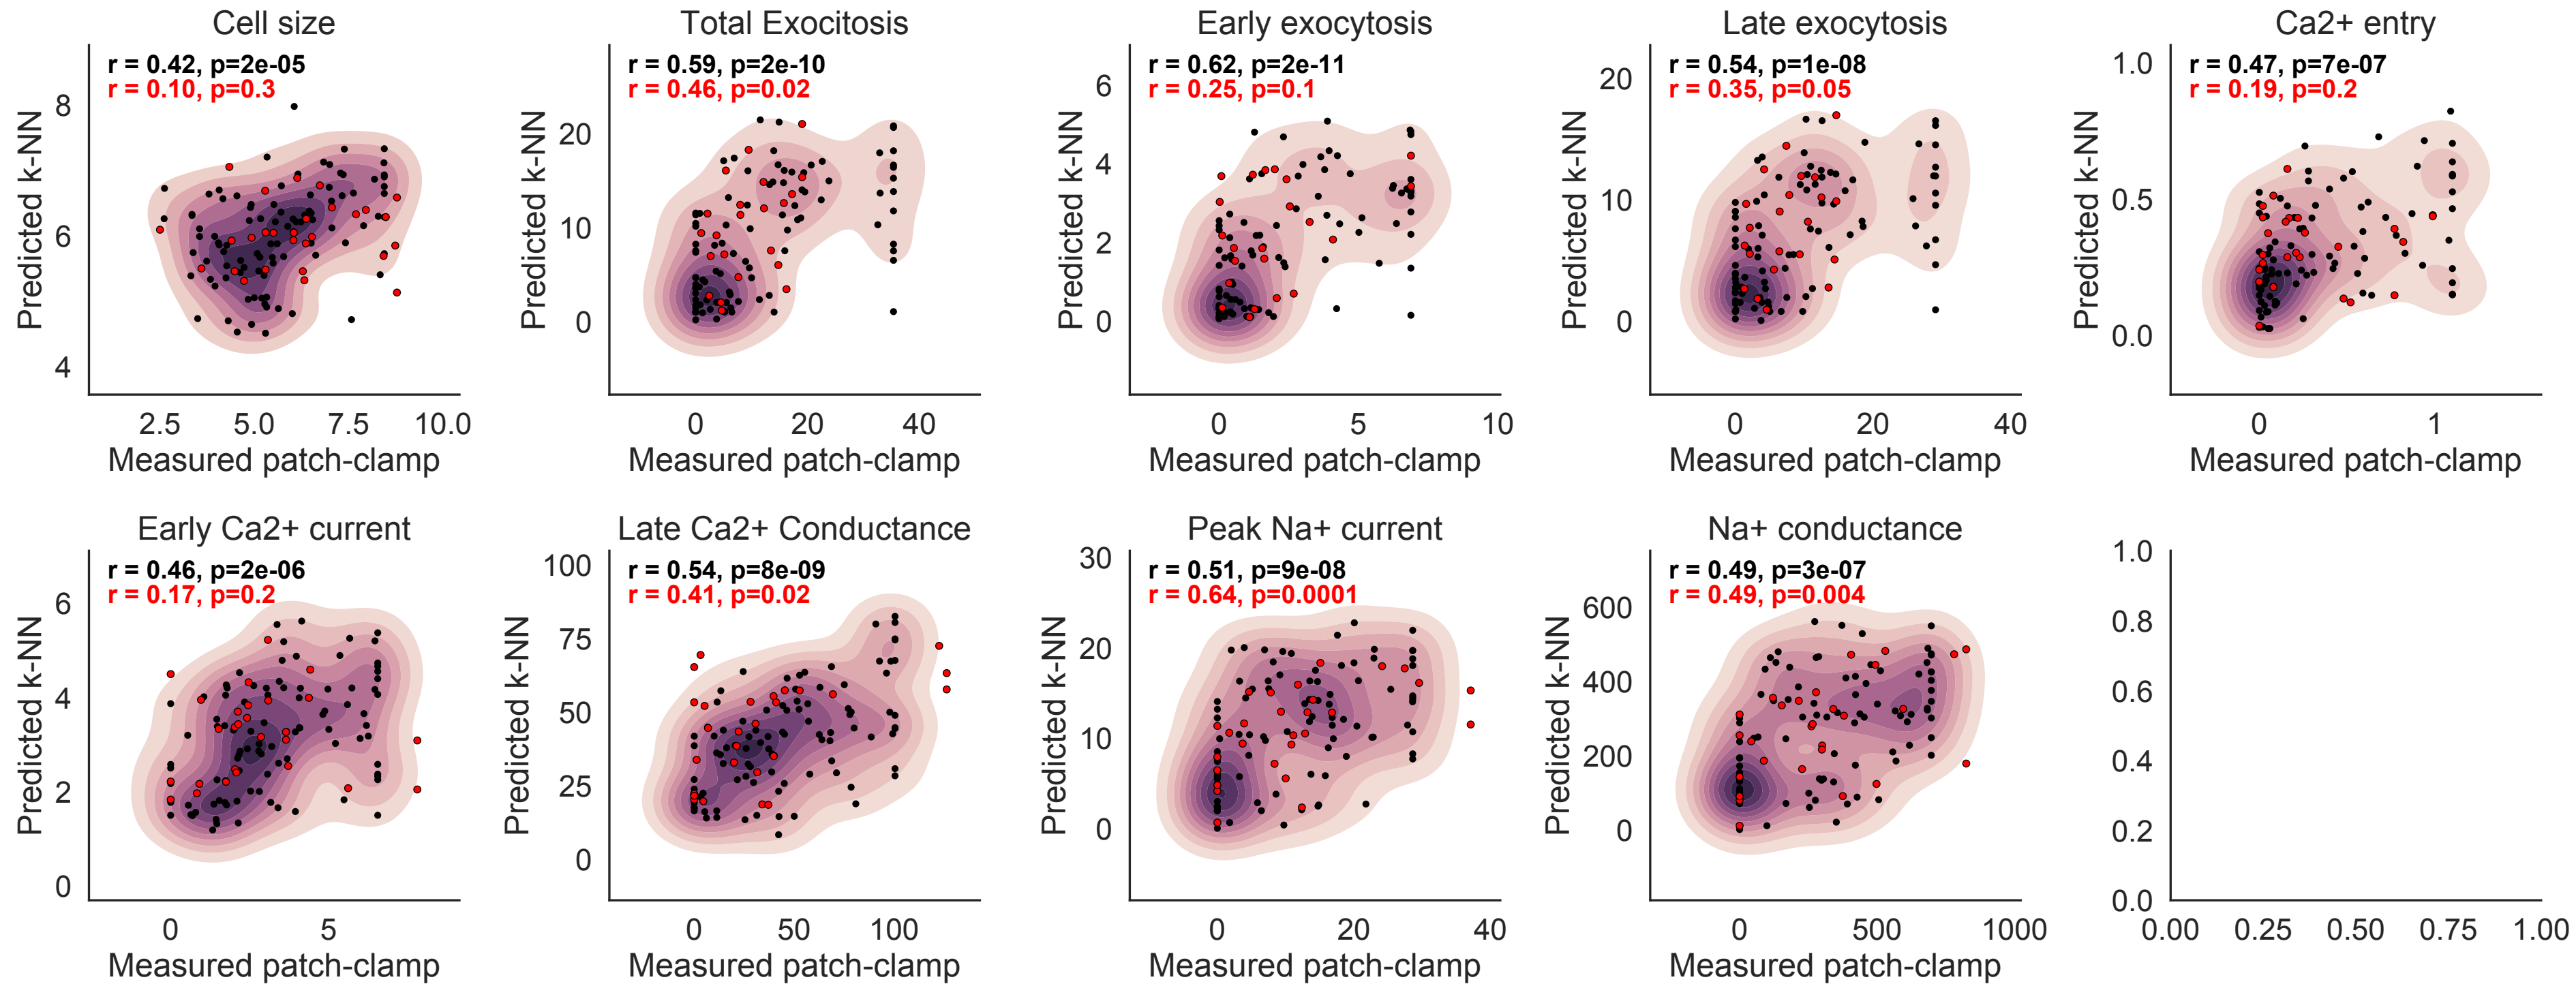 Cell size
r = 0.42, p=2e-05
r = 0.10, p=0.3
8
6
4
Predicted k-NN
2.5 5.0 7.5 10.0
Measured patch-clamp
Total Exocitosis
r = 0.59, p=2e-10
r = 0.46, p=0.02
20
10
0
Predicted k-NN
0 20 40
Measured patch-clamp
Early exocytosis
r = 0.62, p=2e-11
r = 0.25, p=0.1
6
4
2
0
Predicted k-NN
0 5 10
Measured patch-clamp
Late exocytosis
r = 0.54, p=1e-08
r = 0.35, p=0.05
20
10
0
Predicted k-NN
0 20 40
Measured patch-clamp
Ca2+ entry
r = 0.47, p=7e-07
r = 0.19, p=0.2
1.0
0.5
0.0
Predicted k-NN
0 1
Measured patch-clamp
Early Ca2+ current
r = 0.46, p=2e-06
r = 0.17, p=0.2
6
4
2
0
Predicted k-NN
0 5
Measured patch-clamp
Late Ca2+ Conductance
r = 0.54, p=8e-09
r = 0.41, p=0.02
100
75
50
25
0
Predicted k-NN
0 50 100
Measured patch-clamp
Peak Na+ current
r = 0.51, p=9e-08
r = 0.64, p=0.0001
30
20
10
0
Predicted k-NN
0 20 40
Measured patch-clamp
Na+ conductance
r = 0.49, p=3e-07
r = 0.49, p=0.004
600
400
200
0
Predicted k-NN
0 500 1000
Measured patch-clamp
1.0
0.8
0.6
0.4
0.2
0.0
0.00 0.25 0.50 0.75 1.00